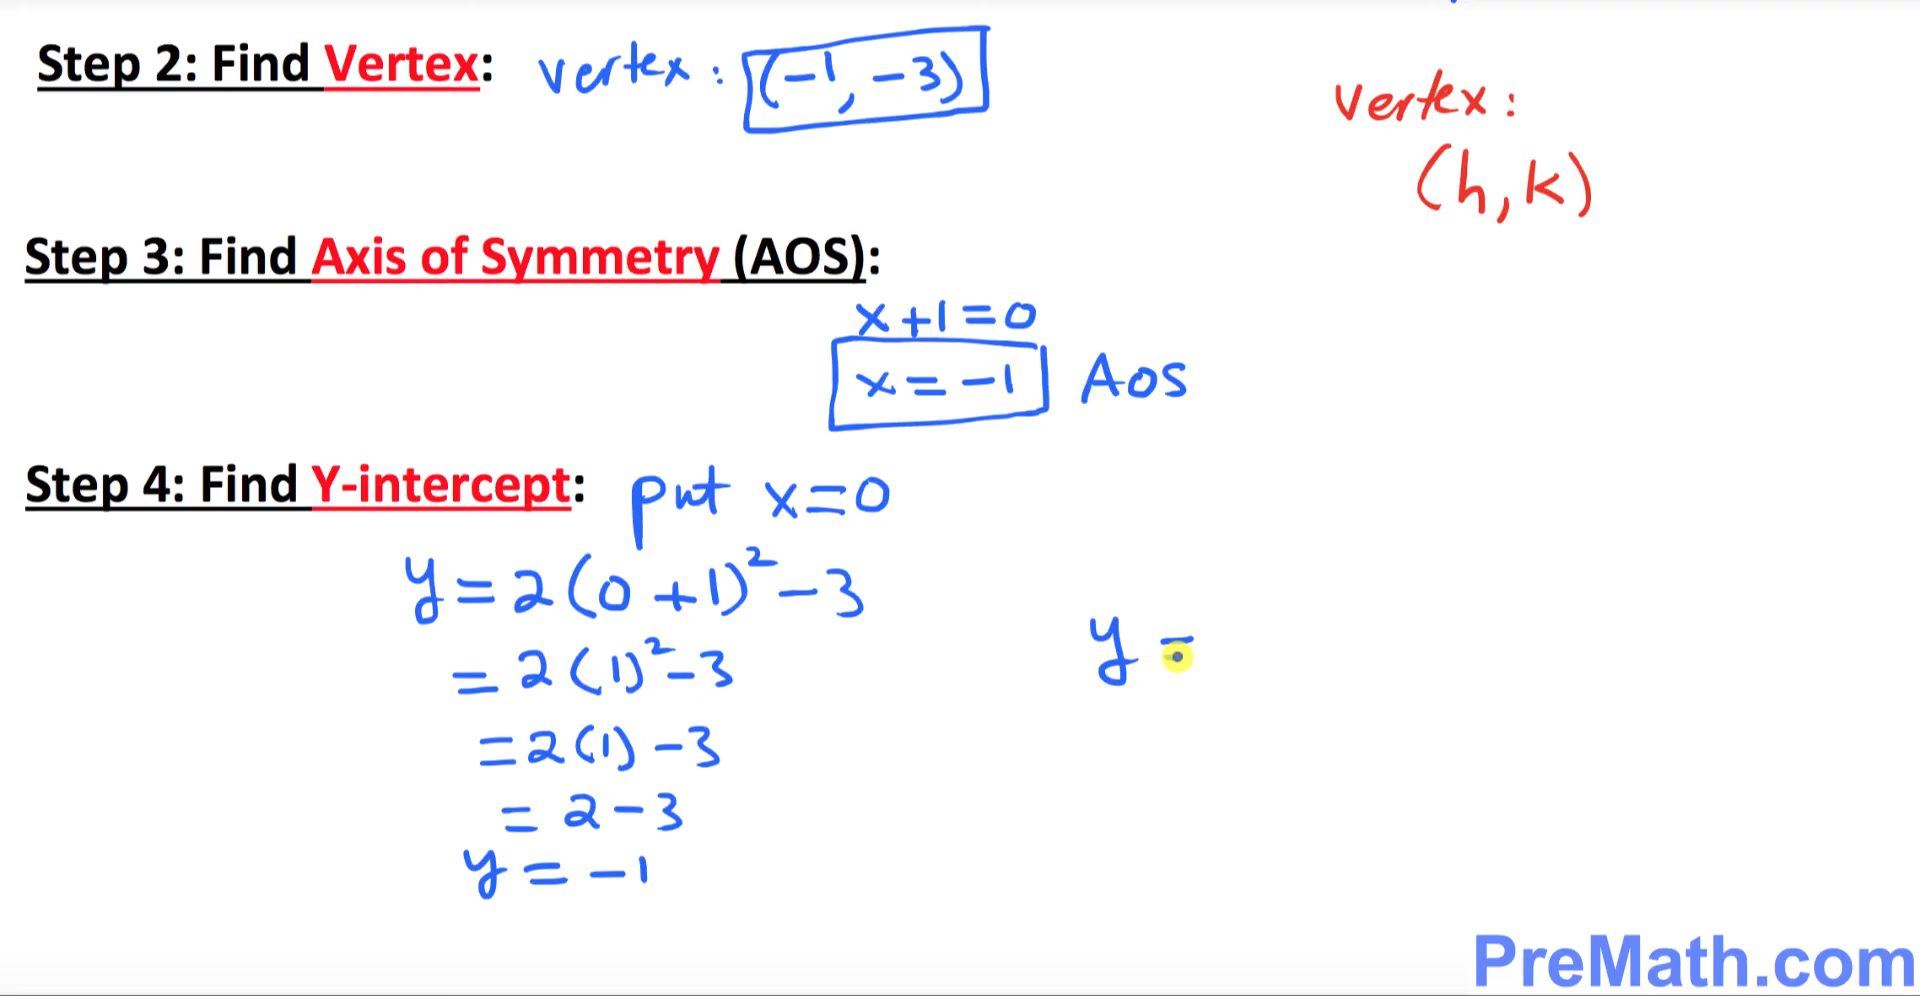 Step 2: Find Vertex: vertex : (-1, -3)
vertex :
(h, k)
Step 3: Find Axis of Symmetry (AOS):
x+1=0
x = -1 AOS
Step 4: Find Y-intercept: put x=0
y = 2(0+1)² - 3
= 2(1)² - 3
= 2(1) - 3
= 2 - 3
y = -1
y =
PreMath.com